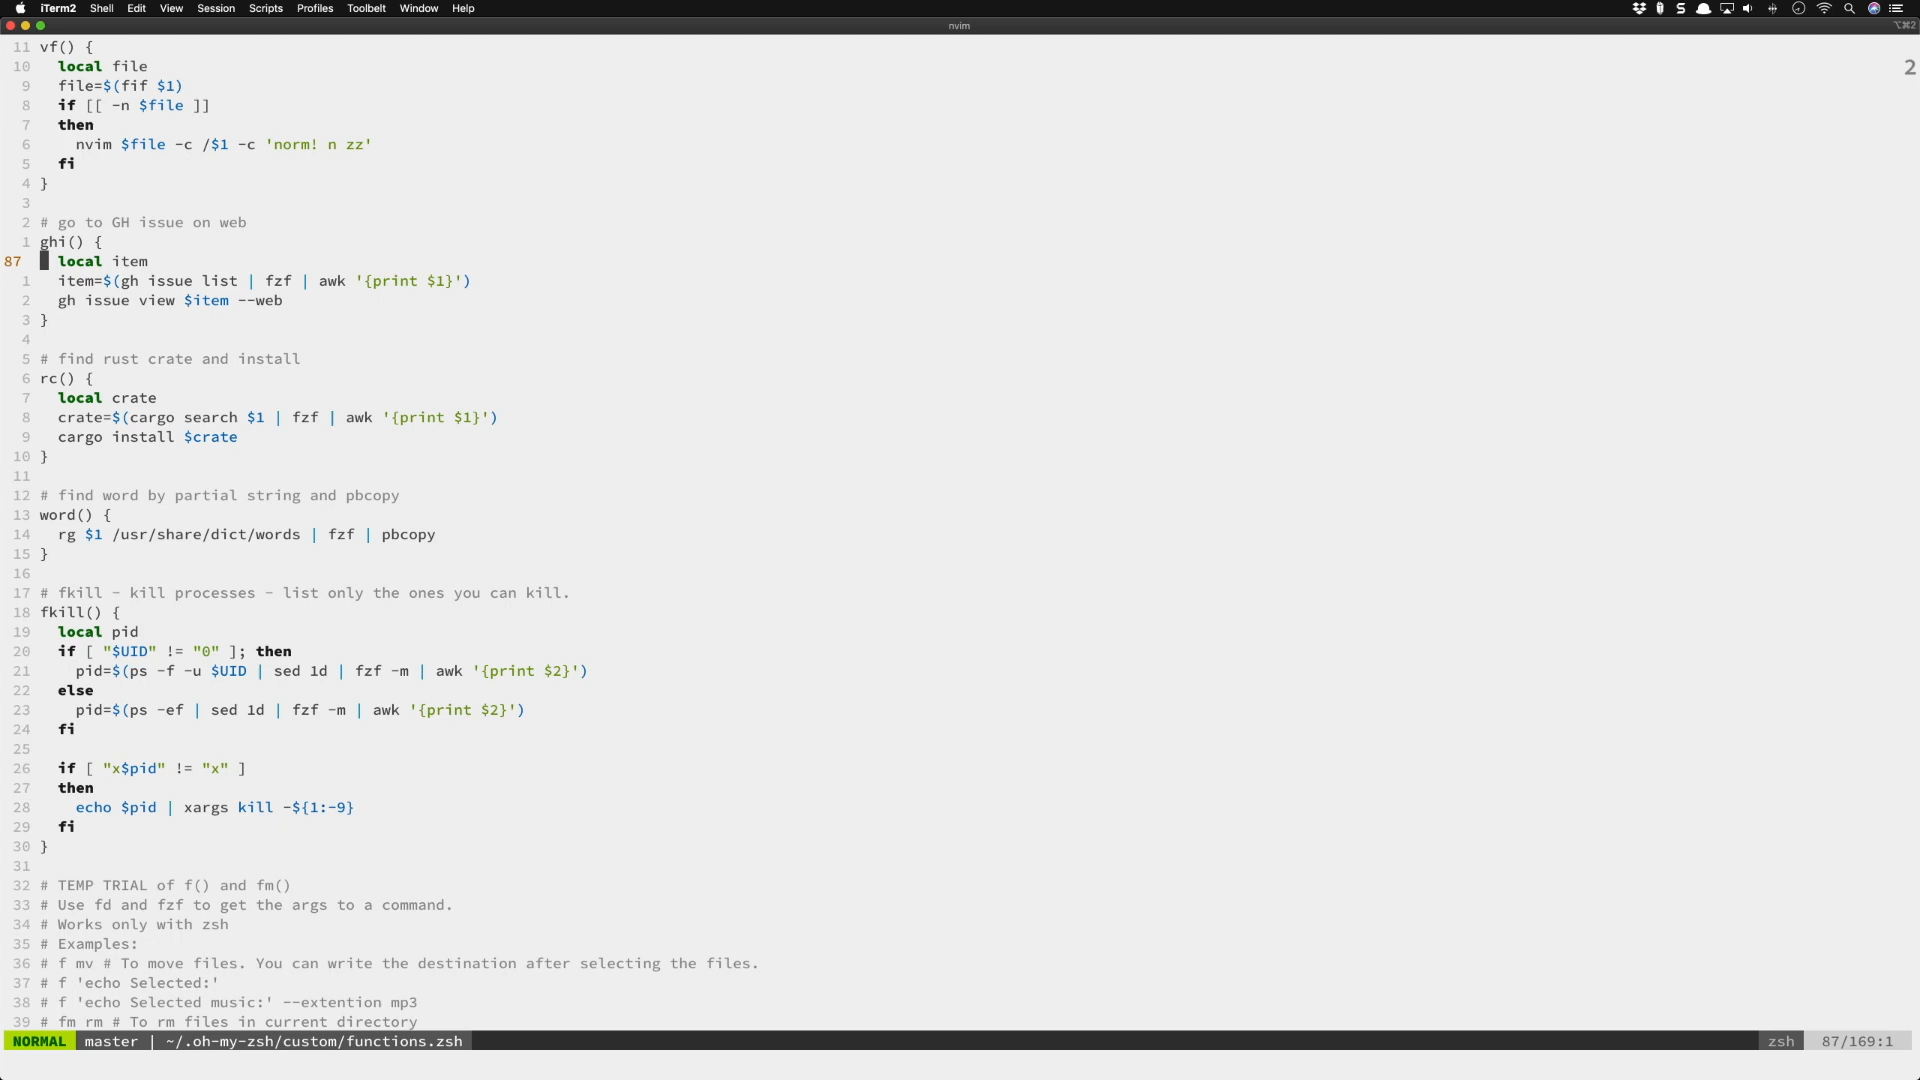 iTerm2 Shell Edit View Session Scripts Profiles Toolbelt Window Help
nvim ⌥⌘2
2
11 vf() {
10   local file
9   file=$(fif $1)
8   if [[ -n $file ]]
7   then
6     nvim $file -c /$1 -c 'norm! n zz'
5   fi
4 }
3
2 # go to GH issue on web
1 ghi() {
87   local item
1   item=$(gh issue list | fzf | awk '{print $1}')
2   gh issue view $item --web
3 }
4
5 # find rust crate and install
6 rc() {
7   local crate
8   crate=$(cargo search $1 | fzf | awk '{print $1}')
9   cargo install $crate
10 }
11
12 # find word by partial string and pbcopy
13 word() {
14   rg $1 /usr/share/dict/words | fzf | pbcopy
15 }
16
17 # fkill - kill processes - list only the ones you can kill.
18 fkill() {
19   local pid
20   if [ "$UID" != "0" ]; then
21     pid=$(ps -f -u $UID | sed 1d | fzf -m | awk '{print $2}')
22   else
23     pid=$(ps -ef | sed 1d | fzf -m | awk '{print $2}')
24   fi
25
26   if [ "x$pid" != "x" ]
27   then
28     echo $pid | xargs kill -${1:-9}
29   fi
30 }
31
32 # TEMP TRIAL of f() and fm()
33 # Use fd and fzf to get the args to a command.
34 # Works only with zsh
35 # Examples:
36 # f mv # To move files. You can write the destination after selecting the files.
37 # f 'echo Selected:'
38 # f 'echo Selected music:' --extention mp3
39 # fm rm # To rm files in current directory
NORMAL master | ~/.oh-my-zsh/custom/functions.zsh zsh 87/169:1